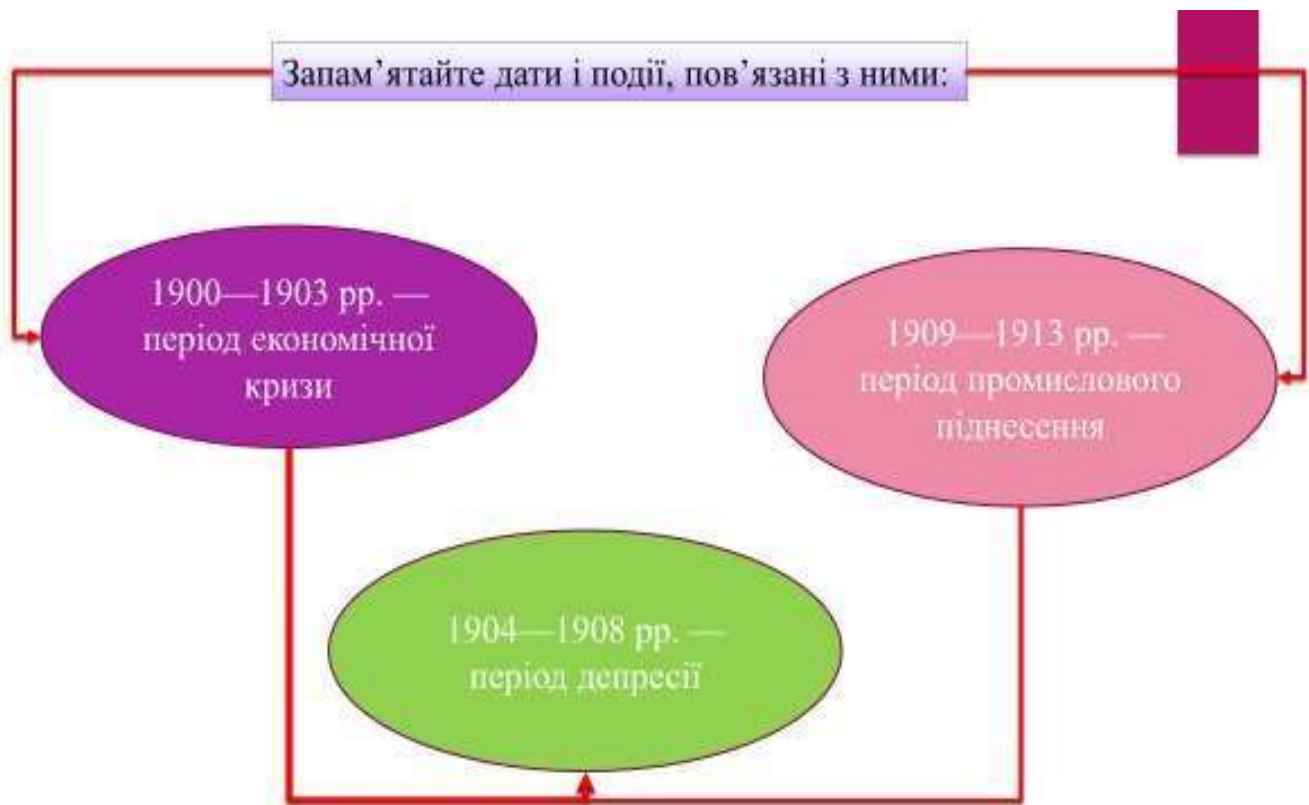 Запам’ятайте дати і події, пов’язані з ними:
1900—1903 рр. —
період економічної
кризи
1909—1913 рр. —
період промислового
піднесення
1904—1908 рр. —
період депресії